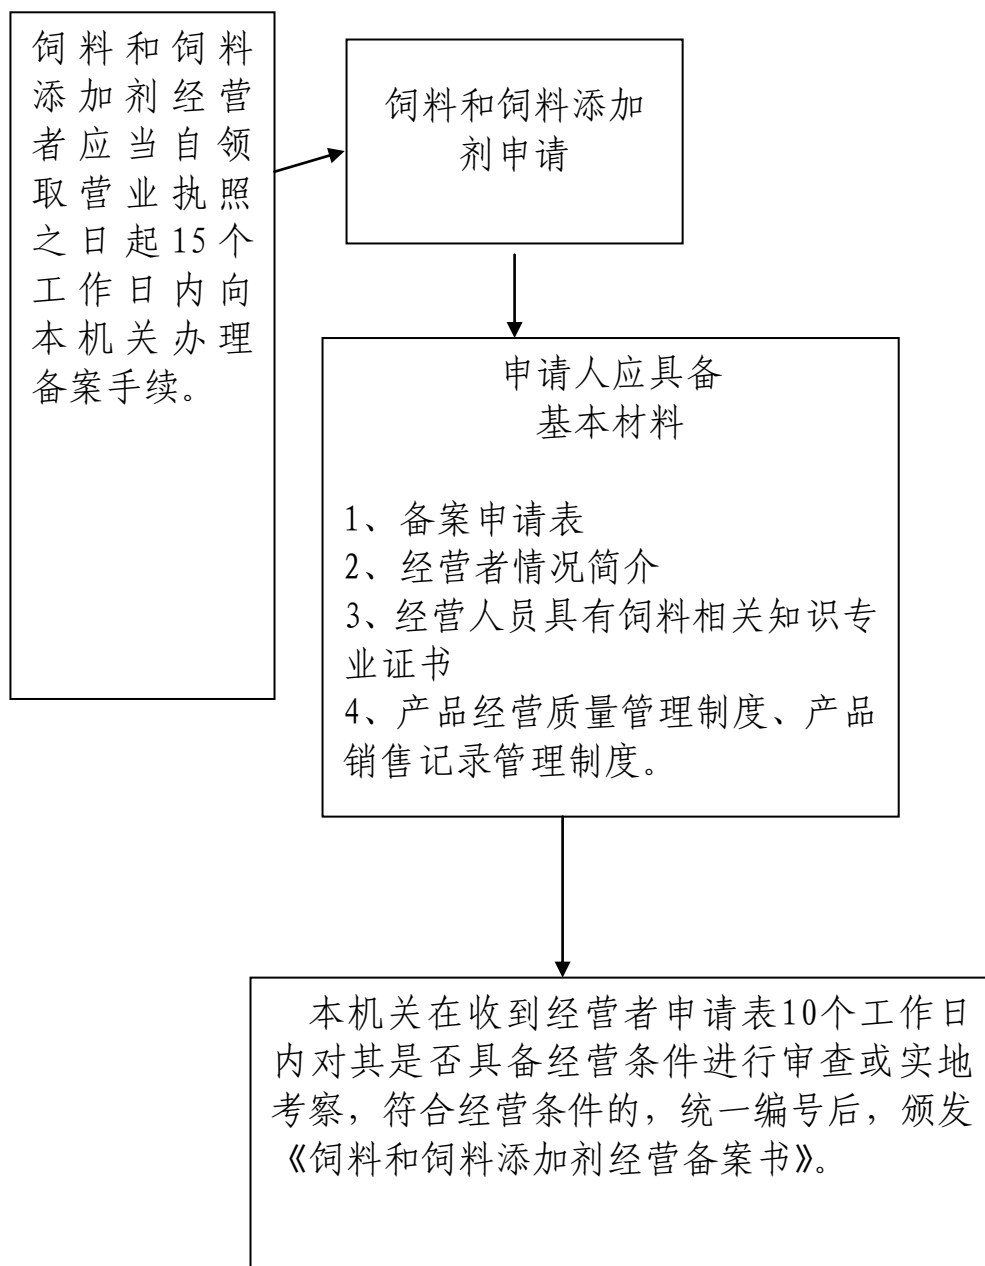 饲料和饲料
添加剂经营
者应当自领
取营业执照
之日起15个
工作日内向
本机关办理
备案手续。
饲料和饲料添加
剂申请
申请人应具备
基本材料
1、备案申请表
2、经营者情况简介
3、经营人员具有饲料相关知识专
业证书
4、产品经营质量管理制度、产品
销售记录管理制度。
本机关在收到经营者申请表10个工作日
内对其是否具备经营条件进行审查或实地
考察，符合经营条件的，统一编号后，颁发
《饲料和饲料添加剂经营备案书》。